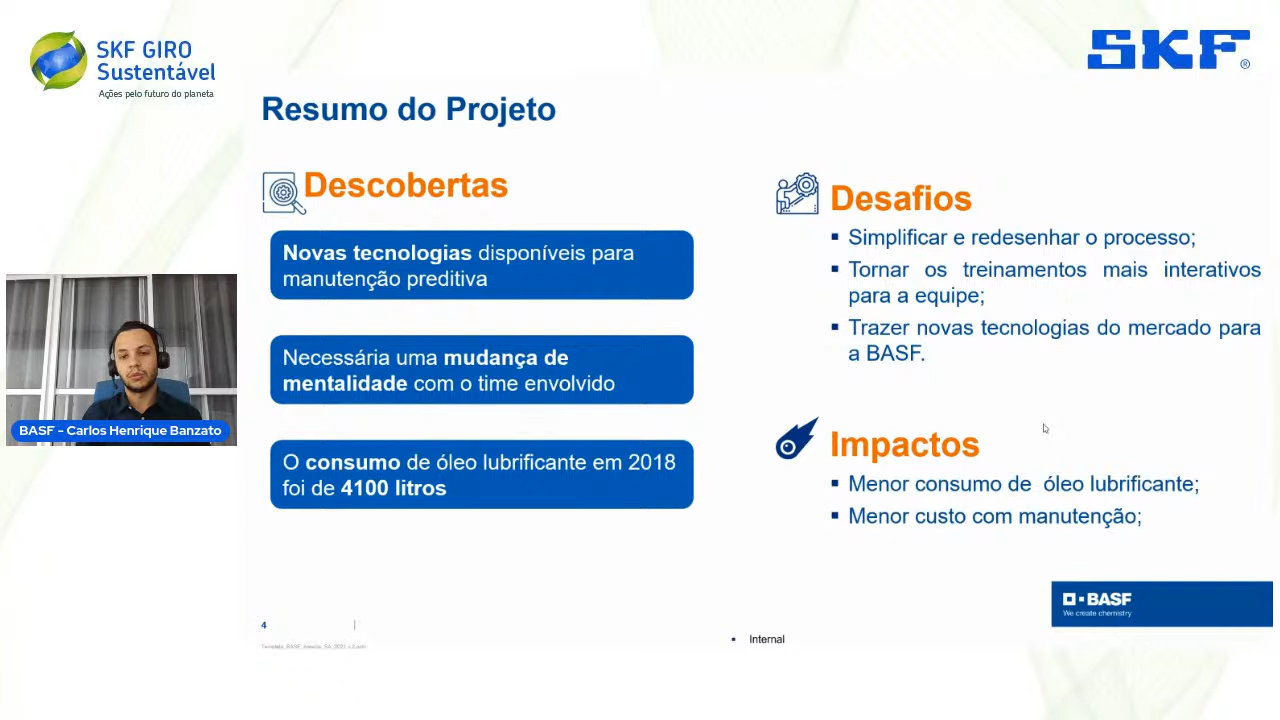 SKF GIRO
Sustentável
Ações pelo futuro do planeta
SKF®
Resumo do Projeto
Descobertas
Novas tecnologias disponíveis para
manutenção preditiva
Necessária uma mudança de
mentalidade com o time envolvido
O consumo de óleo lubrificante em 2018
foi de 4100 litros
Desafios
▪ Simplificar e redesenhar o processo;
▪ Tornar os treinamentos mais interativos
para a equipe;
▪ Trazer novas tecnologias do mercado para
a BASF.
Impactos
▪ Menor consumo de óleo lubrificante;
▪ Menor custo com manutenção;
BASF - Carlos Henrique Banzato
BASF
We create chemistry
4
▪ Internal